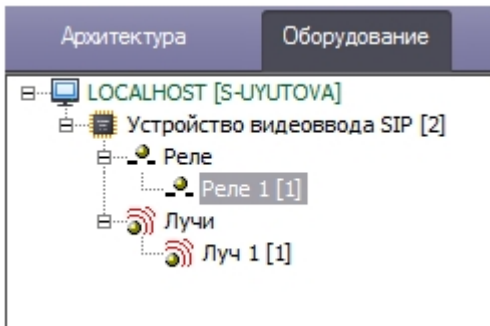 Архитектура Оборудование
LOCALHOST [S-UYUTOVA]
Устройство видеоввода SIP [2]
Реле
Реле 1 [1]
Лучи
Луч 1 [1]